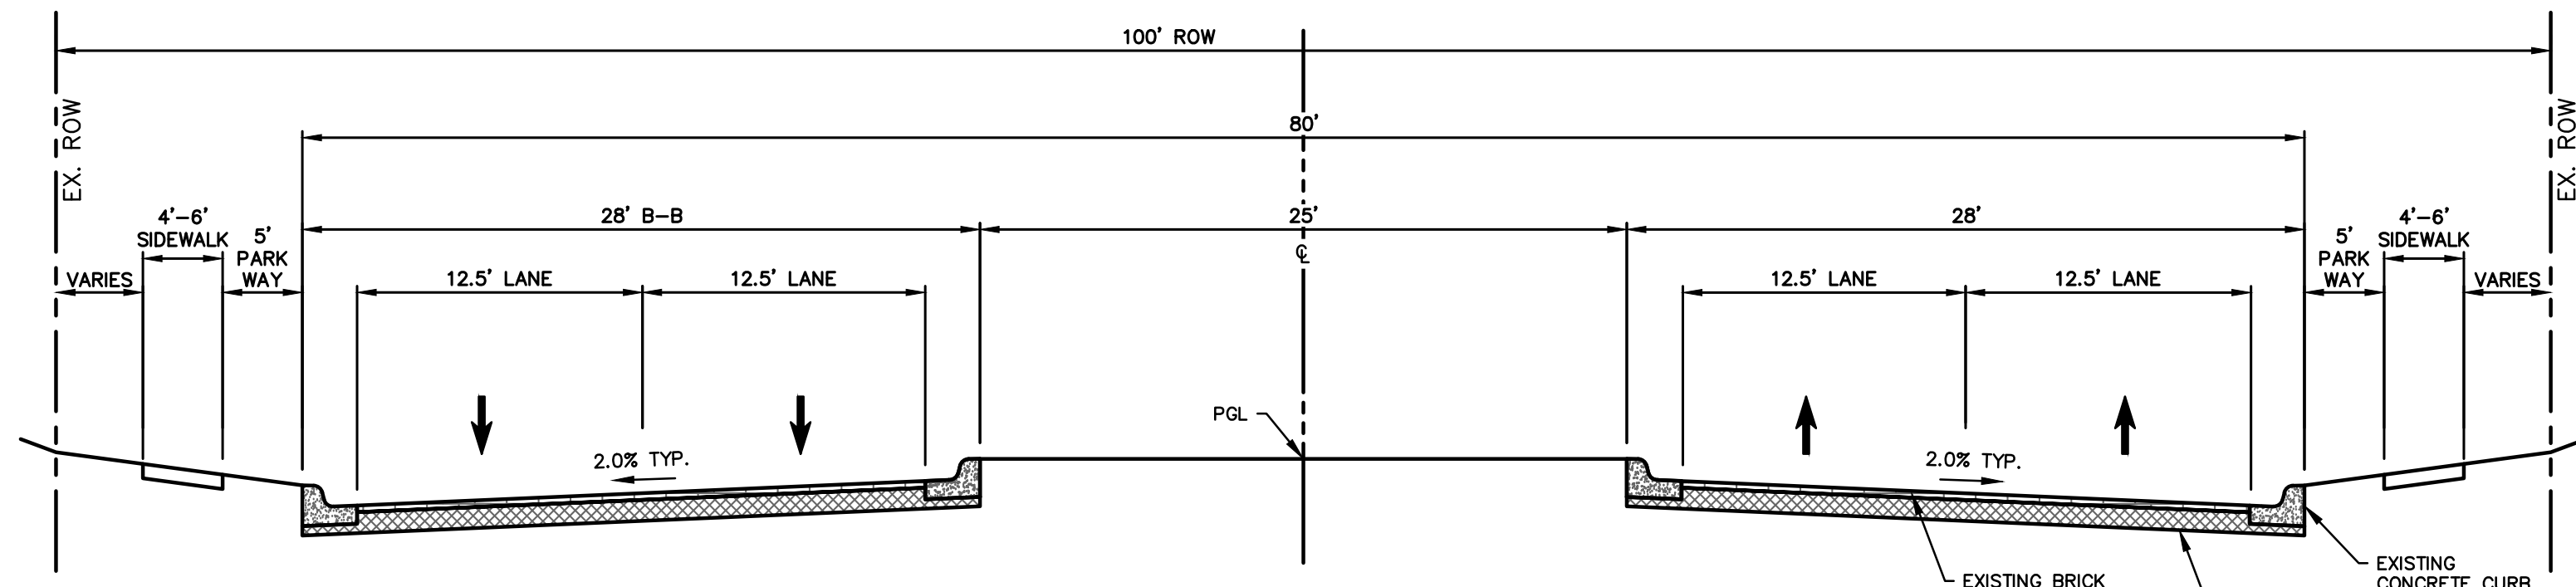 100' ROW
EX. ROW
EX. ROW
80'
4'-6'
SIDEWALK
5'
PARK
WAY
VARIES
28' B-B
25'
28'
℄
12.5' LANE
12.5' LANE
12.5' LANE
12.5' LANE
5'
PARK
WAY
4'-6'
SIDEWALK
VARIES
PGL
2.0% TYP.
2.0% TYP.
EXISTING BRICK
EXISTING
CONCRETE CURB